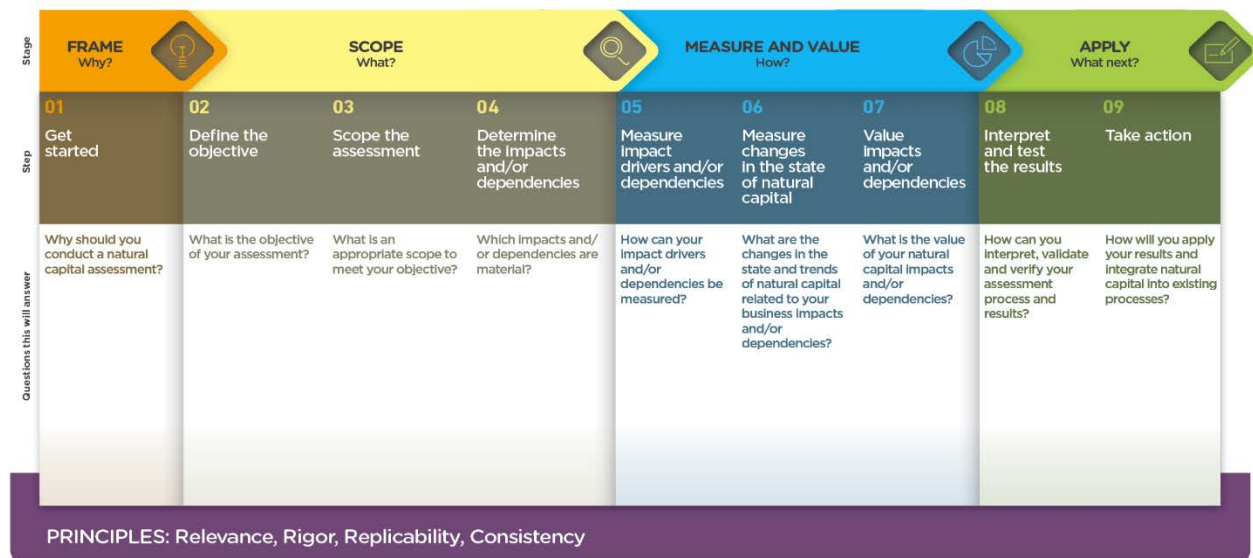 Stage
FRAME
Why?
SCOPE
What?
MEASURE AND VALUE
How?
APPLY
What next?
Step
01
Get
started
02
Define the
objective
03
Scope the
assessment
04
Determine
the impacts
and/or
dependencies
05
Measure
impact
drivers and/or
dependencies
06
Measure
changes
in the state
of natural
capital
07
Value
impacts
and/or
dependencies
08
Interpret
and test
the results
09
Take action
Questions this will answer
Why should you
conduct a natural
capital assessment?
What is the objective
of your assessment?
What is an
appropriate scope to
meet your objective?
Which impacts and/
or dependencies are
material?
How can your
impact drivers
and/or
dependencies be
measured?
What are the
changes in the
state and trends
of natural capital
related to your
business impacts
and/or
dependencies?
What is the value
of your natural
capital impacts
and/or
dependencies?
How can you
interpret, validate
and verify your
assessment
process and
results?
How will you apply
your results and
integrate natural
capital into existing
processes?
PRINCIPLES: Relevance, Rigor, Replicability, Consistency